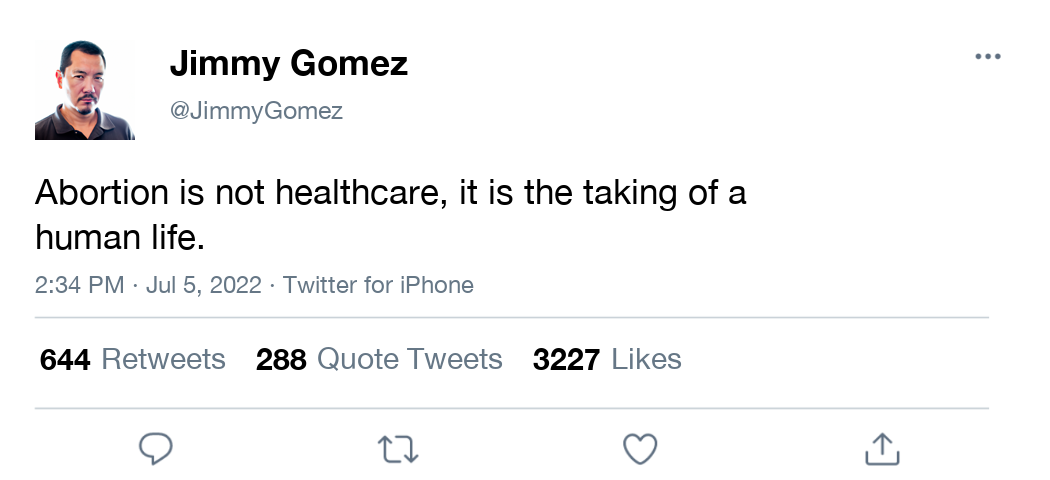 Jimmy Gomez
@JimmyGomez
Abortion is not healthcare, it is the taking of a
human life.
2:34 PM · Jul 5, 2022 · Twitter for iPhone
644 Retweets 288 Quote Tweets 3227 Likes